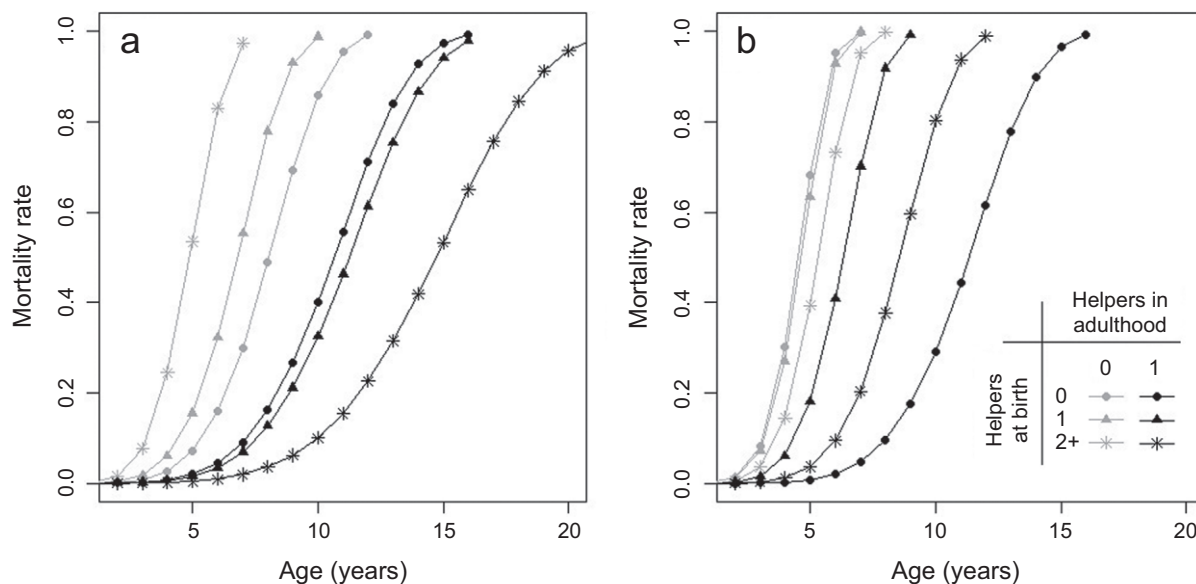 a
1.0
0.8
0.6
0.4
0.2
0.0
Mortality rate
5 10 15 20
Age (years)
b
1.0
0.8
0.6
0.4
0.2
0.0
Mortality rate
5 10 15 20
Age (years)
Helpers in
adulthood
0 1
Helpers
at birth
0
1
2+